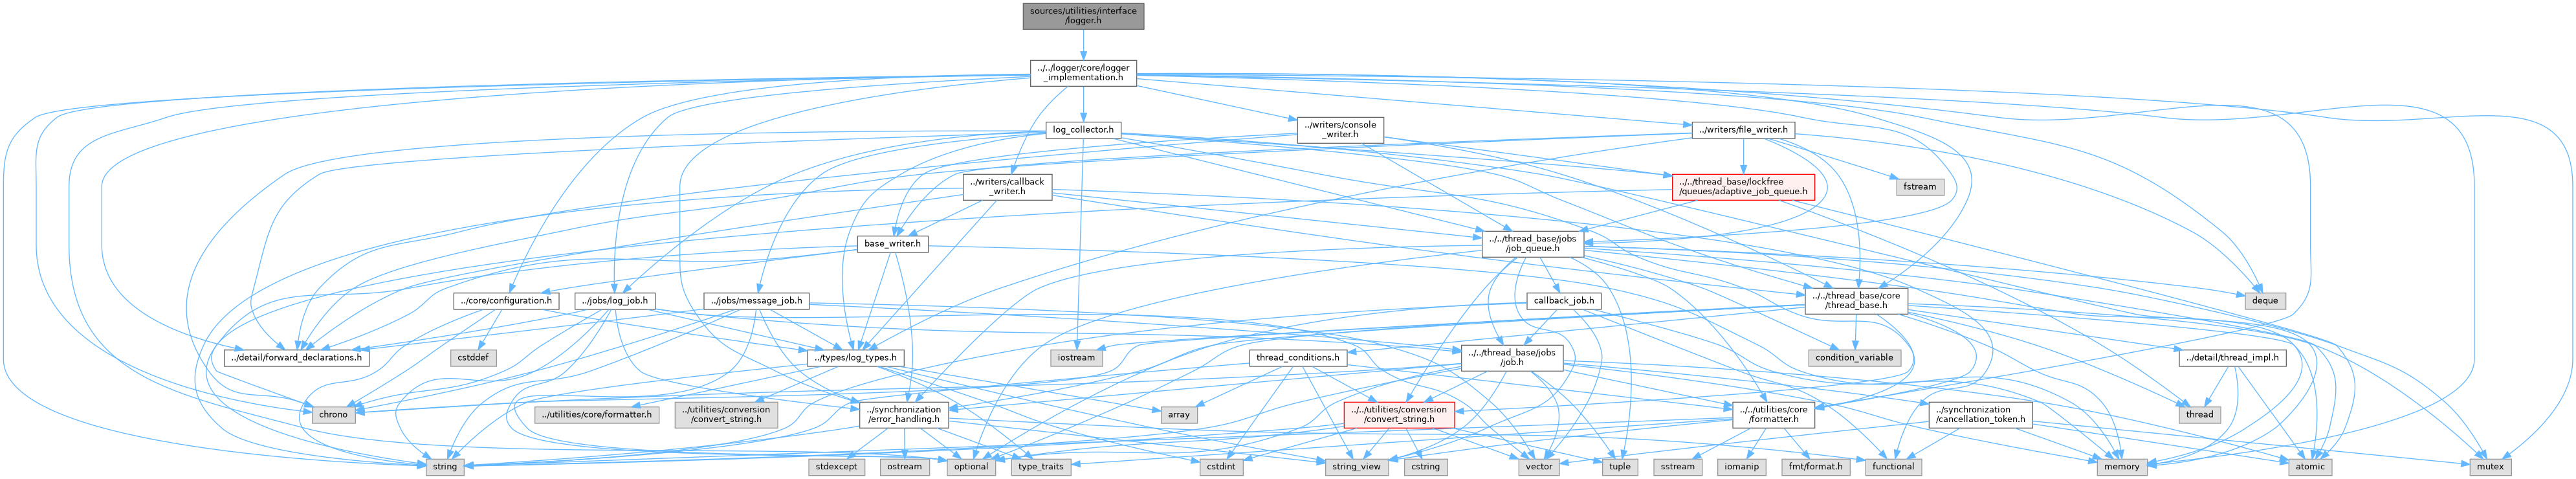 sources/utilities/interface
/logger.h
../../logger/core/logger
_implementation.h
log_collector.h
../writers/console
_writer.h
../writers/file_writer.h
../writers/callback
_writer.h
../../thread_base/lockfree
/queues/adaptive_job_queue.h
fstream
base_writer.h
../../thread_base/jobs
/job_queue.h
../core/configuration.h
../jobs/log_job.h
../jobs/message_job.h
callback_job.h
../../thread_base/core
/thread_base.h
deque
cstddef
../detail/forward_declarations.h
../types/log_types.h
iostream
thread_conditions.h
../../thread_base/jobs
/job.h
condition_variable
../detail/thread_impl.h
chrono
../utilities/core/formatter.h
../utilities/conversion
/convert_string.h
../synchronization
/error_handling.h
array
../../utilities/conversion
/convert_string.h
../../utilities/core
/formatter.h
../synchronization
/cancellation_token.h
thread
string
stdexcept
ostream
optional
type_traits
cstdint
string_view
cstring
vector
tuple
sstream
iomanip
fmt/format.h
functional
memory
atomic
mutex